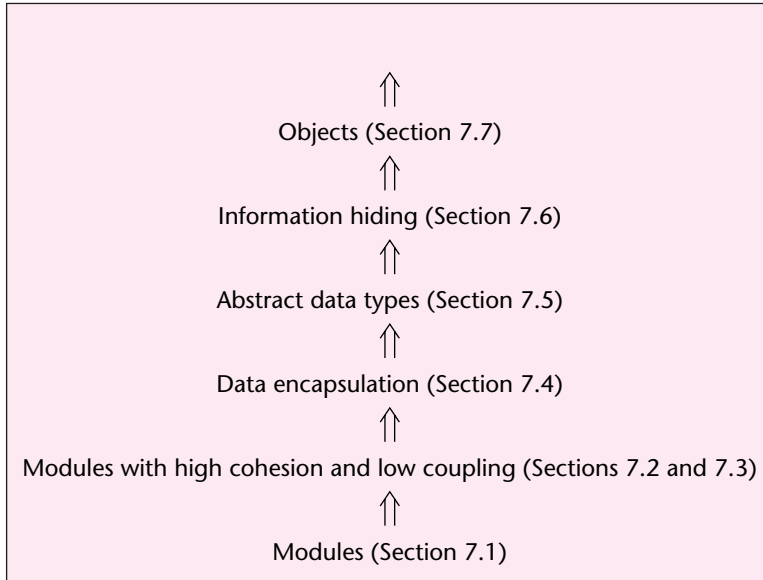 Objects (Section 7.7)
Information hiding (Section 7.6)
Abstract data types (Section 7.5)
Data encapsulation (Section 7.4)
Modules with high cohesion and low coupling (Sections 7.2 and 7.3)
Modules (Section 7.1)